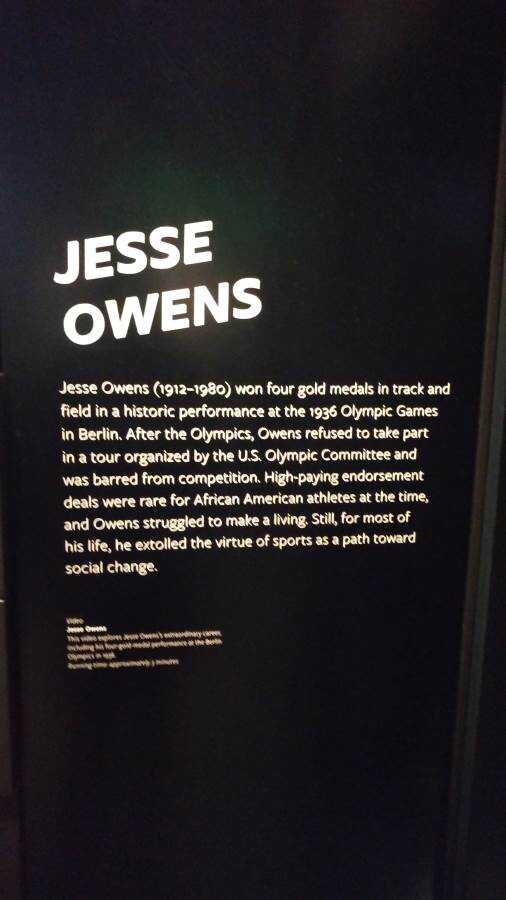 JESSE
OWENS
Jesse Owens (1912–1980) won four gold medals in track and
field in a historic performance at the 1936 Olympic Games
in Berlin. After the Olympics, Owens refused to take part
in a tour organized by the U.S. Olympic Committee and
was barred from competition. High-paying endorsement
deals were rare for African American athletes at the time,
and Owens struggled to make a living. Still, for most of
his life, he extolled the virtue of sports as a path toward
social change.
Video
Jesse Owens
This video explores Jesse Owens's extraordinary career,
including his four-gold-medal performance at the Berlin
Olympics in 1936.
Running time: approximately 3 minutes